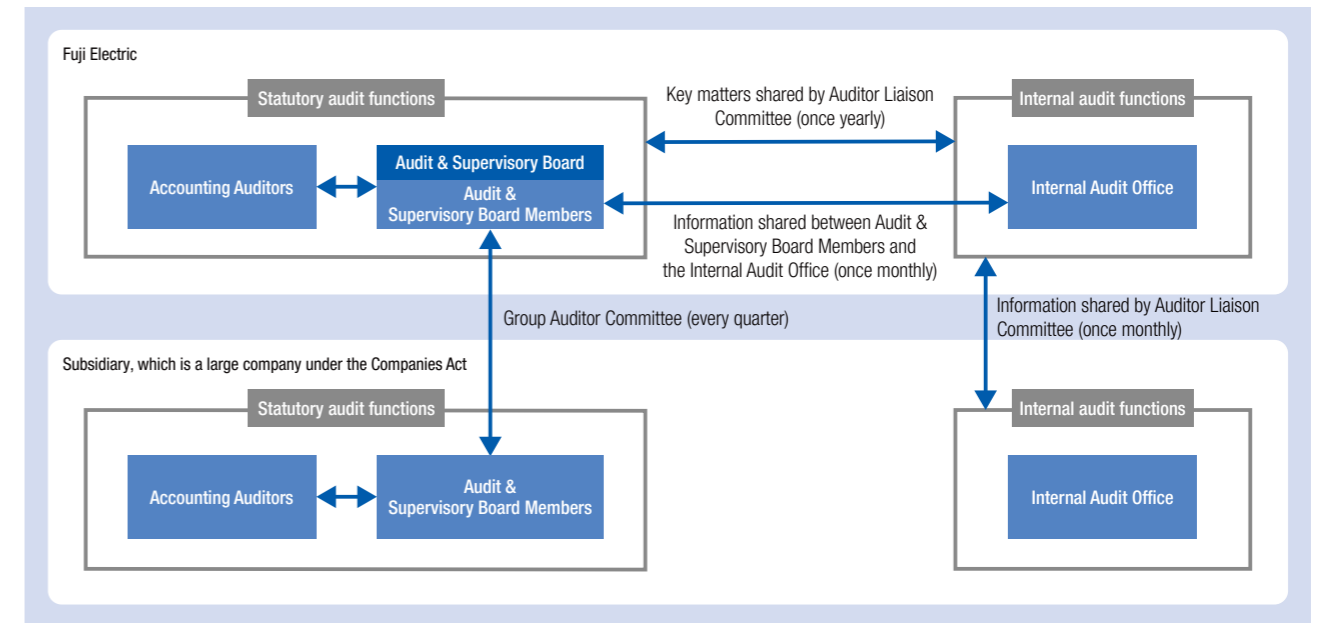 Fuji Electric
Statutory audit functions
Accounting Auditors
Audit & Supervisory Board
Audit &
Supervisory Board Members
Key matters shared by Auditor Liaison
Committee (once yearly)
Information shared between Audit &
Supervisory Board Members and
the Internal Audit Office (once monthly)
Internal audit functions
Internal Audit Office
Group Auditor Committee (every quarter)
Information shared by Auditor Liaison
Committee (once monthly)
Subsidiary, which is a large company under the Companies Act
Statutory audit functions
Accounting Auditors
Audit &
Supervisory Board Members
Internal audit functions
Internal Audit Office